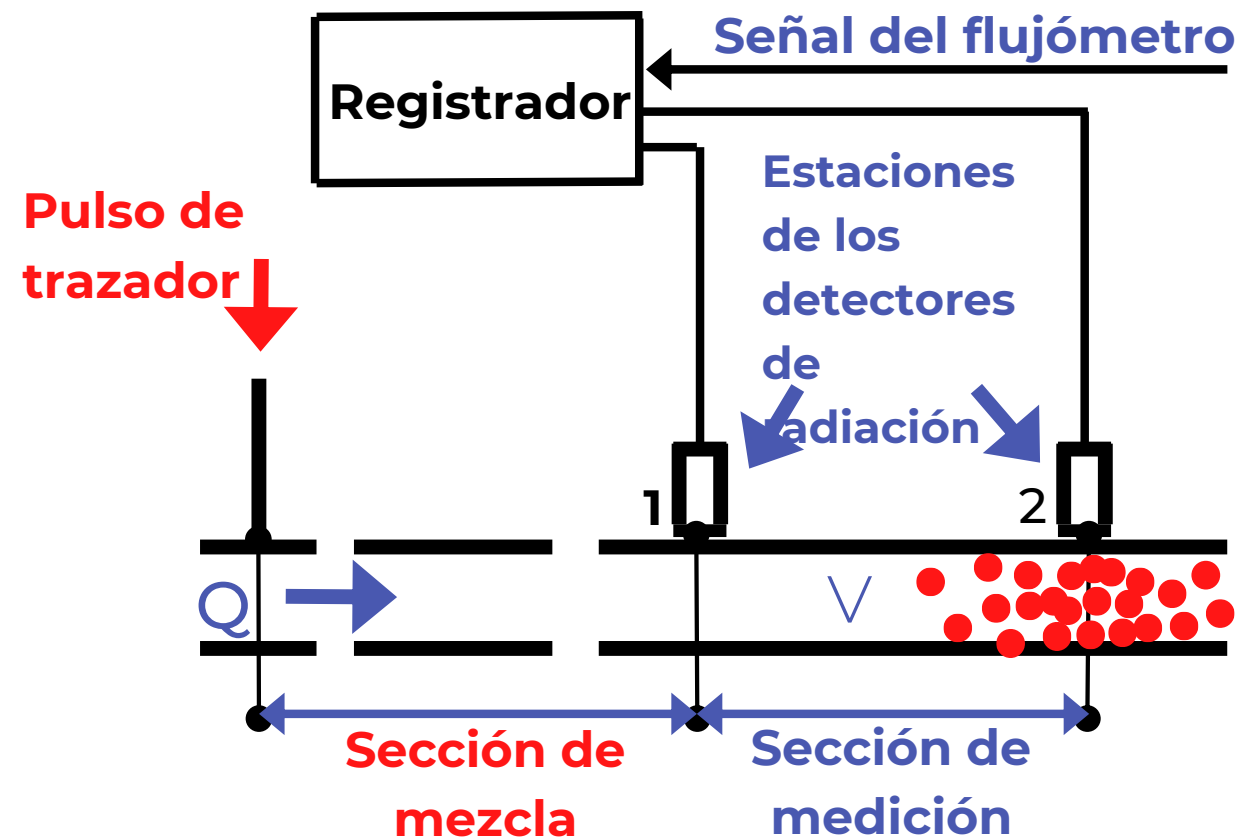 Señal del flujómetro
Registrador
Estaciones
de los
detectores
de
radiación
Pulso de
trazador
1
2
Q
V
Sección de
mezcla
Sección de
medición